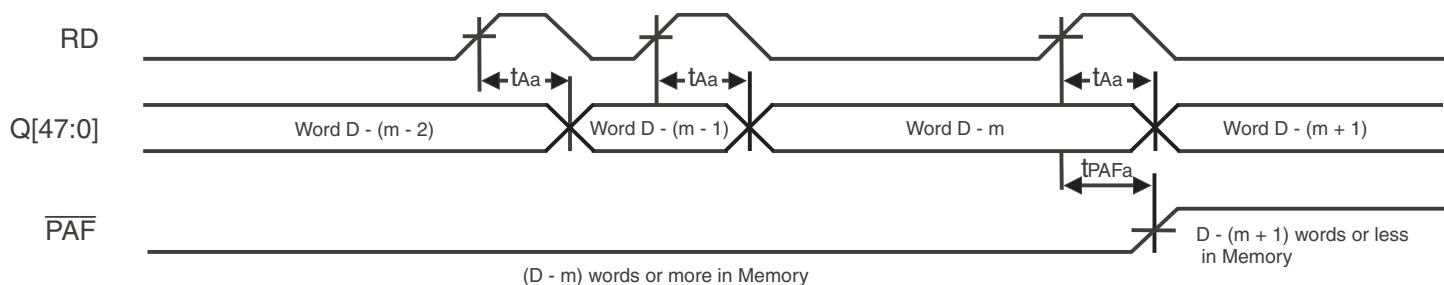 RD
tAa
tAa
tAa
Q[47:0]
Word D - (m - 2)
Word D - (m - 1)
Word D - m
Word D - (m + 1)
tPAFa
PAF
D - (m + 1) words or less
in Memory
(D - m) words or more in Memory